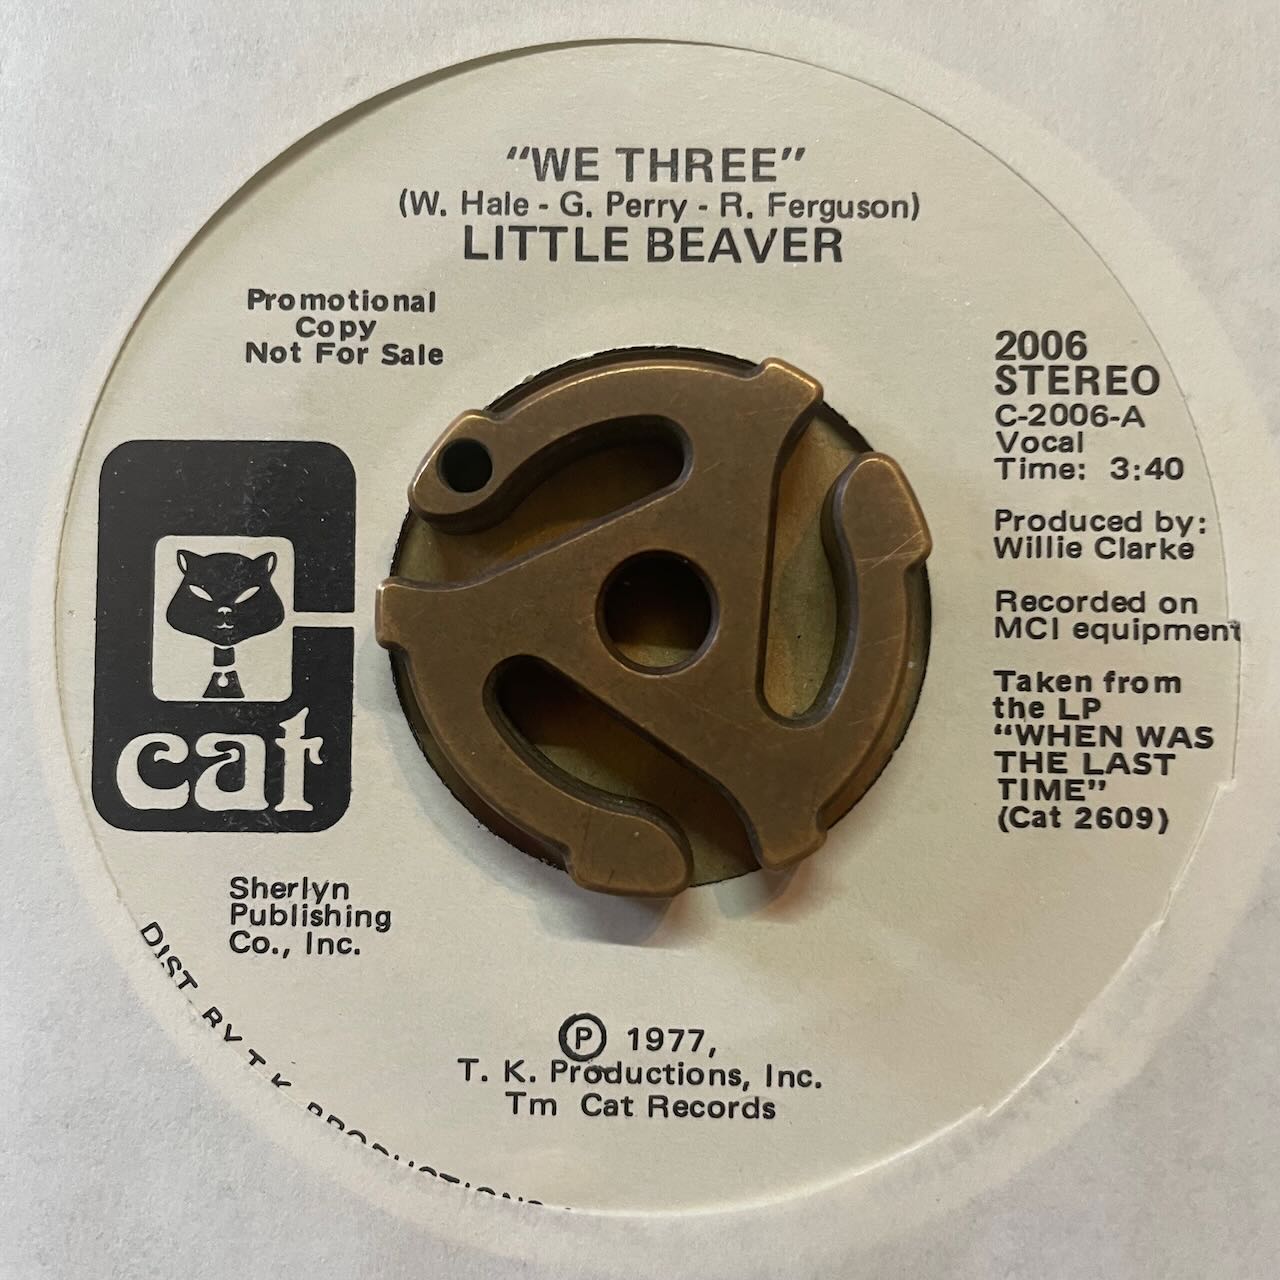 "WE THREE"
(W. Hale - G. Perry - R. Ferguson)
LITTLE BEAVER
Promotional
Copy
Not For Sale
2006
STEREO
C-2006-A
Vocal
Time: 3:40
Produced by:
Willie Clarke
Recorded on
MCI equipment
Taken from
the LP
"WHEN WAS
THE LAST
TIME"
(Cat 2609)
cat
Sherlyn
Publishing
Co., Inc.
DIST. BY T.K. PRODUCTIONS
Ⓟ 1977,
T. K. Productions, Inc.
Tm Cat Records